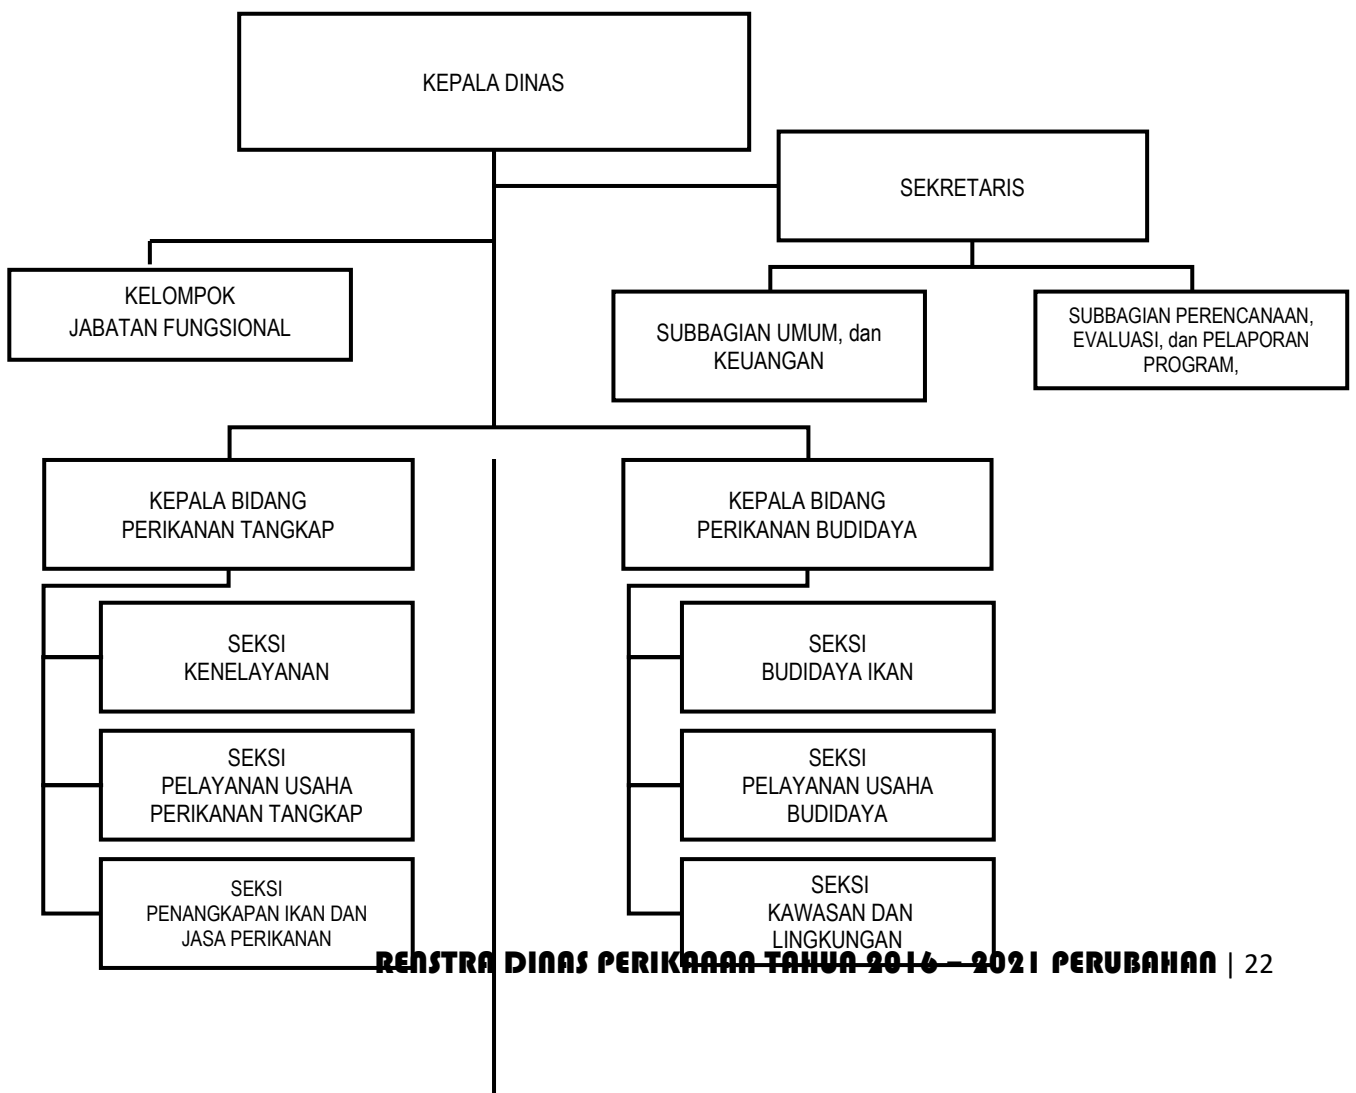 KEPALA DINAS
SEKRETARIS
KELOMPOK
JABATAN FUNGSIONAL
SUBBAGIAN UMUM, dan
KEUANGAN
SUBBAGIAN PERENCANAAN,
EVALUASI, dan PELAPORAN
PROGRAM,
KEPALA BIDANG
PERIKANAN TANGKAP
KEPALA BIDANG
PERIKANAN BUDIDAYA
SEKSI
KENELAYANAN
SEKSI
BUDIDAYA IKAN
SEKSI
PELAYANAN USAHA
PERIKANAN TANGKAP
SEKSI
PELAYANAN USAHA
BUDIDAYA
SEKSI
PENANGKAPAN IKAN DAN
JASA PERIKANAN
SEKSI
KAWASAN DAN
LINGKUNGAN
RENSTRA DINAS PERIKANAN TAHUN 2016 – 2021 PERUBAHAN | 22